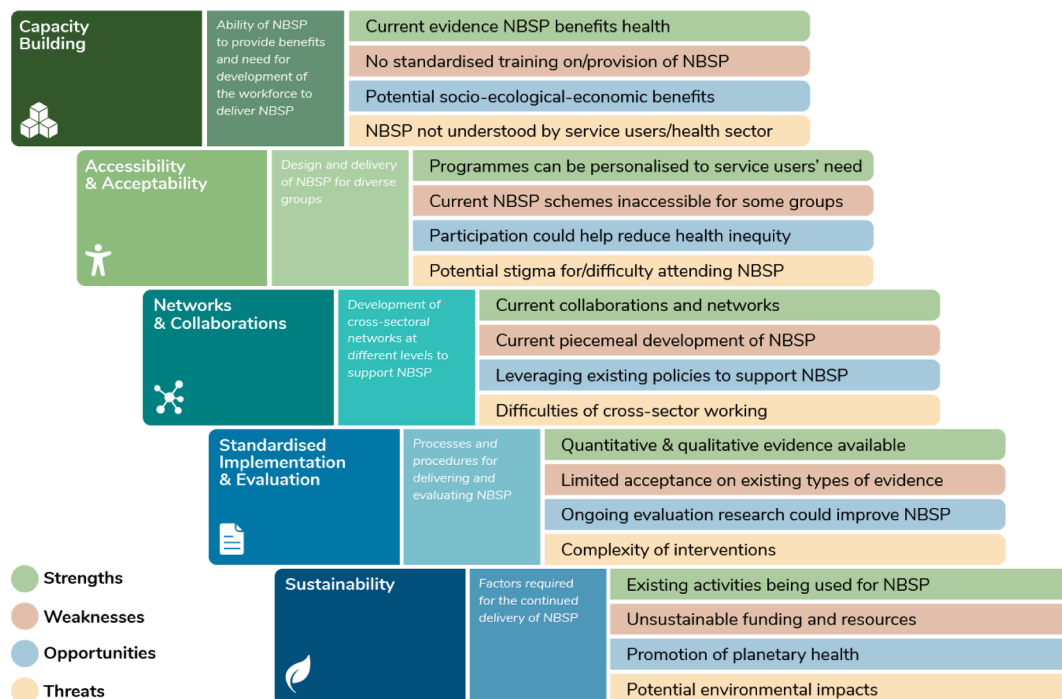 Capacity
Building
Ability of NBSP
to provide benefits
and need for
development of
the workforce to
deliver NBSP
Current evidence NBSP benefits health
No standardised training on/provision of NBSP
Potential socio-ecological-economic benefits
NBSP not understood by service users/health sector
Accessibility
& Acceptability
Design and delivery
of NBSP for diverse
groups
Programmes can be personalised to service users' need
Current NBSP schemes inaccessible for some groups
Participation could help reduce health inequity
Potential stigma for/difficulty attending NBSP
Networks
& Collaborations
Development of
cross-sectoral
networks at
different levels to
support NBSP
Current collaborations and networks
Current piecemeal development of NBSP
Leveraging existing policies to support NBSP
Difficulties of cross-sector working
Standardised
Implementation
& Evaluation
Processes and
procedures for
delivering and
evaluating NBSP
Quantitative & qualitative evidence available
Limited acceptance on existing types of evidence
Ongoing evaluation research could improve NBSP
Complexity of interventions
Sustainability
Factors required
for the continued
delivery of NBSP
Existing activities being used for NBSP
Unsustainable funding and resources
Promotion of planetary health
Potential environmental impacts
Strengths
Weaknesses
Opportunities
Threats